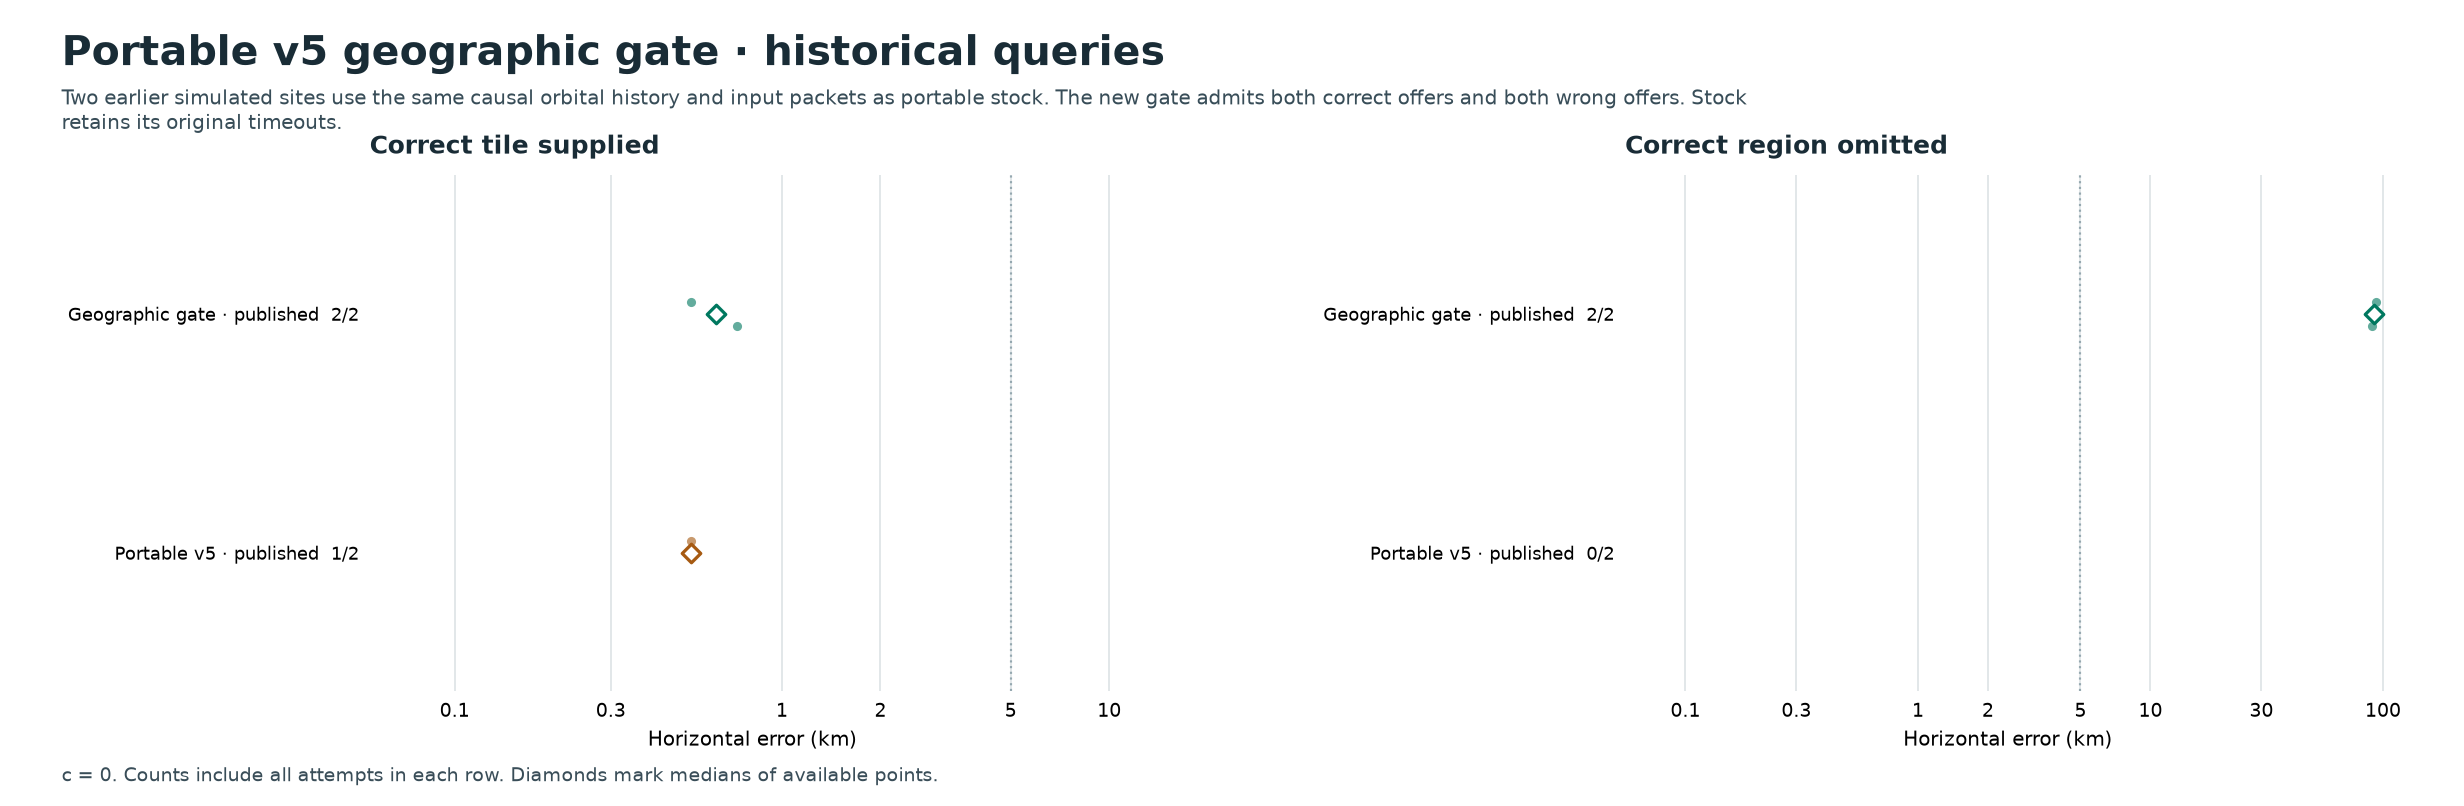 Portable v5 geographic gate · historical queries
Two earlier simulated sites use the same causal orbital history and input packets as portable stock. The new gate admits both correct offers and both wrong offers. Stock
retains its original timeouts.
Correct tile supplied
Geographic gate · published 2/2
Portable v5 · published 1/2
0.1 0.3 1 2 5 10
Horizontal error (km)
Correct region omitted
Geographic gate · published 2/2
Portable v5 · published 0/2
0.1 0.3 1 2 5 10 30 100
Horizontal error (km)
c = 0. Counts include all attempts in each row. Diamonds mark medians of available points.